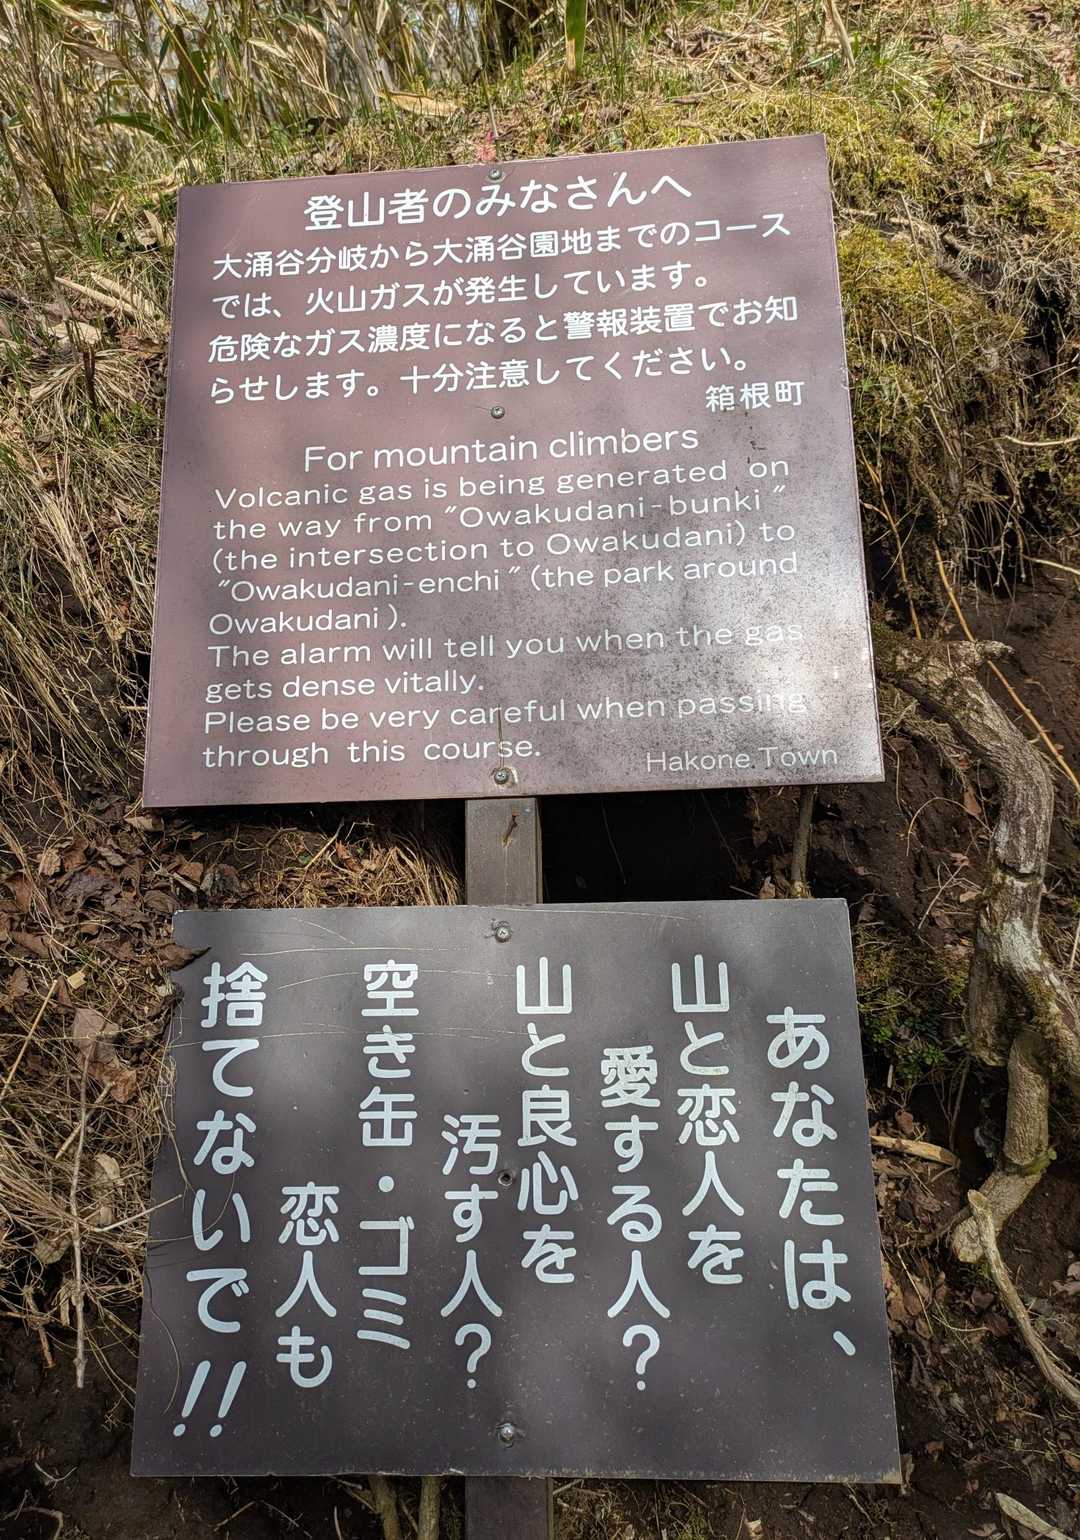 登山者のみなさんへ
大涌谷分岐から大涌谷園地までのコース
では、火山ガスが発生しています。
危険なガス濃度になると警報装置でお知
らせします。十分注意してください。
箱根町
For mountain climbers
Volcanic gas is being generated on
the way from "Owakudani-bunki"
(the intersection to Owakudani) to
"Owakudani-enchi" (the park around
Owakudani).
The alarm will tell you when the gas
gets dense vitally.
Please be very careful when passing
through this course.
Hakone Town
あなたは、
山と恋人を
愛する人?
山と良心を
汚す人?
空き缶・ゴミ
恋人も
捨てないで!!